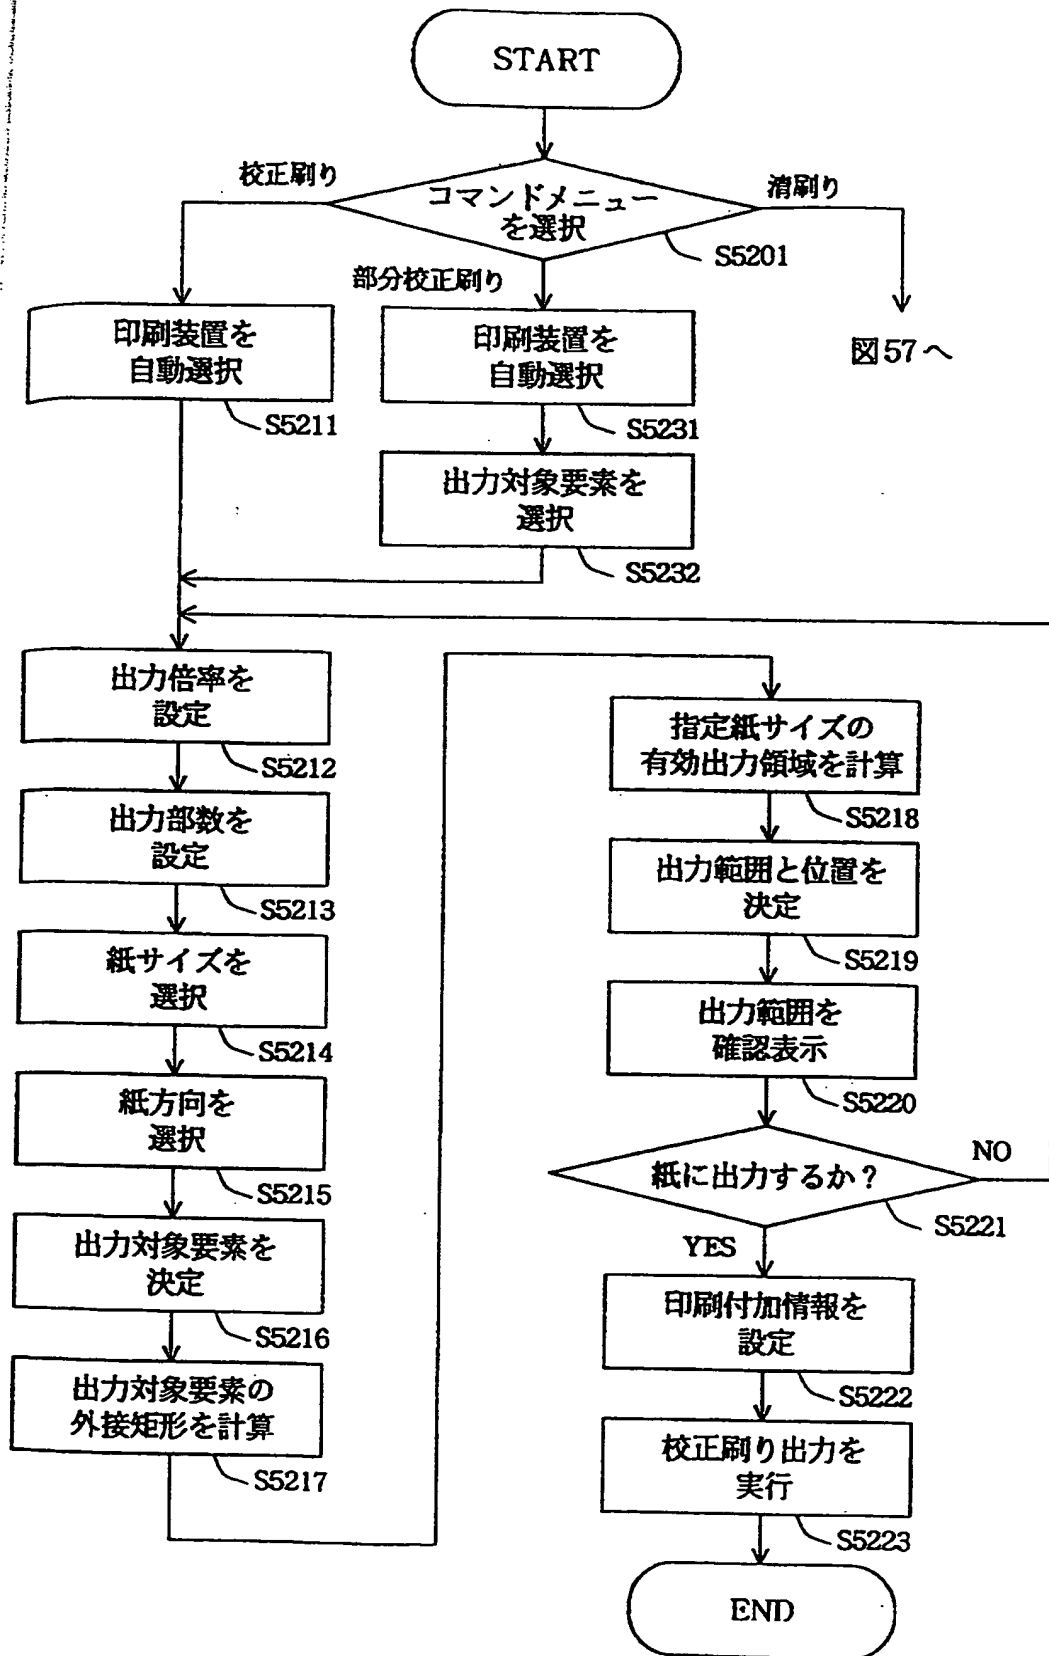 START
校正刷り
コマンドメニュー
を選択
清刷り
S5201
部分校正刷り
印刷装置を
自動選択
S5211
印刷装置を
自動選択
S5231
図57へ
出力対象要素を
選択
S5232
出力倍率を
設定
S5212
出力部数を
設定
S5213
紙サイズを
選択
S5214
紙方向を
選択
S5215
出力対象要素を
決定
S5216
出力対象要素の
外接矩形を計算
S5217
指定紙サイズの
有効出力領域を計算
S5218
出力範囲と位置を
決定
S5219
出力範囲を
確認表示
S5220
紙に出力するか？
NO
S5221
YES
印刷付加情報を
設定
S5222
校正刷り出力を
実行
S5223
END